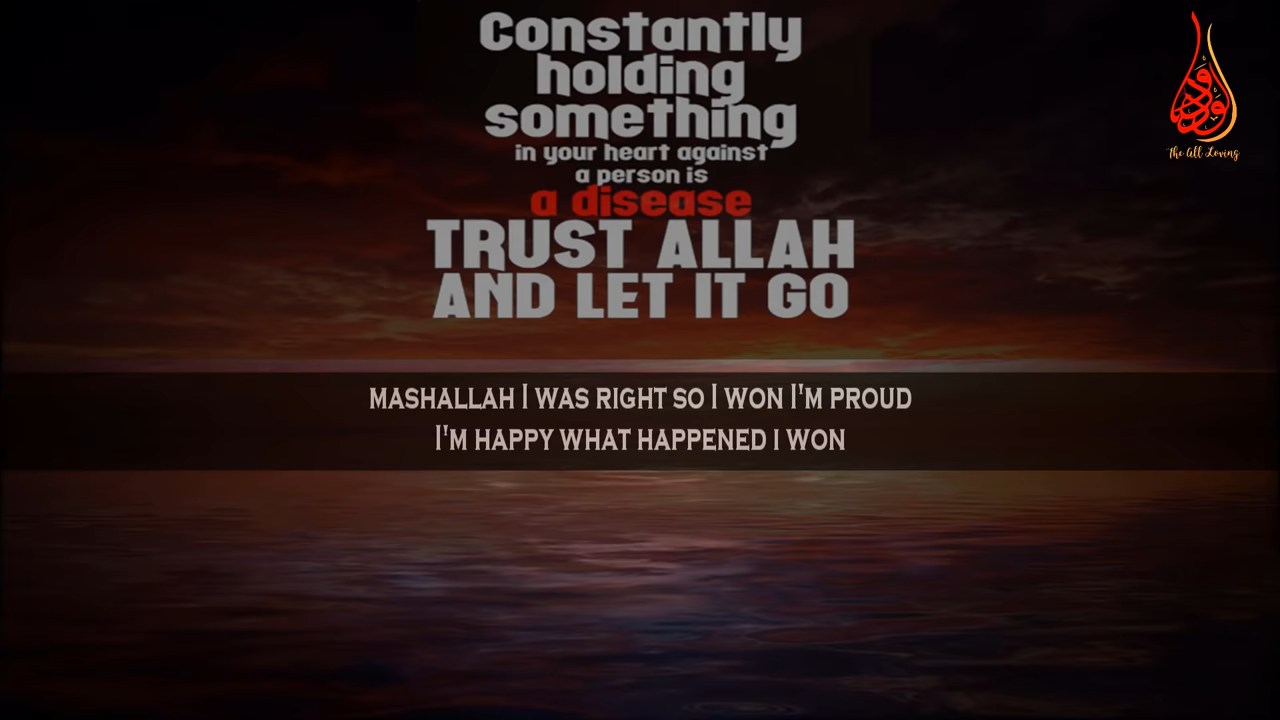 Constantly
holding
something
in your heart against
a person is
a disease
TRUST ALLAH
AND LET IT GO
الودود
The All Loving
MASHALLAH I WAS RIGHT SO I WON I'M PROUD
I'M HAPPY WHAT HAPPENED I WON